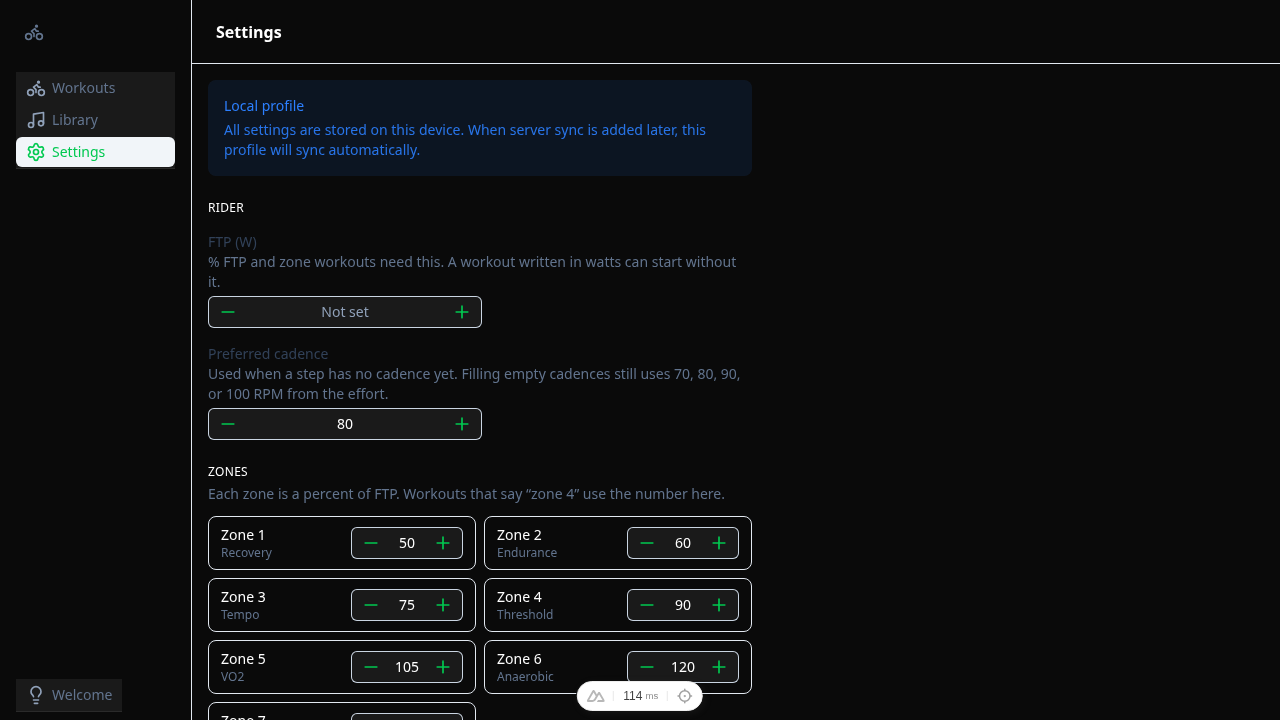 Settings
Workouts
Library
Settings
Local profile
All settings are stored on this device. When server sync is added later, this
profile will sync automatically.
RIDER
FTP (W)
% FTP and zone workouts need this. A workout written in watts can start without
it.
Not set
Preferred cadence
Used when a step has no cadence yet. Filling empty cadences still uses 70, 80, 90,
or 100 RPM from the effort.
80
ZONES
Each zone is a percent of FTP. Workouts that say “zone 4” use the number here.
Zone 1
Recovery
50
Zone 2
Endurance
60
Zone 3
Tempo
75
Zone 4
Threshold
90
Zone 5
VO2
105
Zone 6
Anaerobic
120
Zone 7
Welcome
114 ms